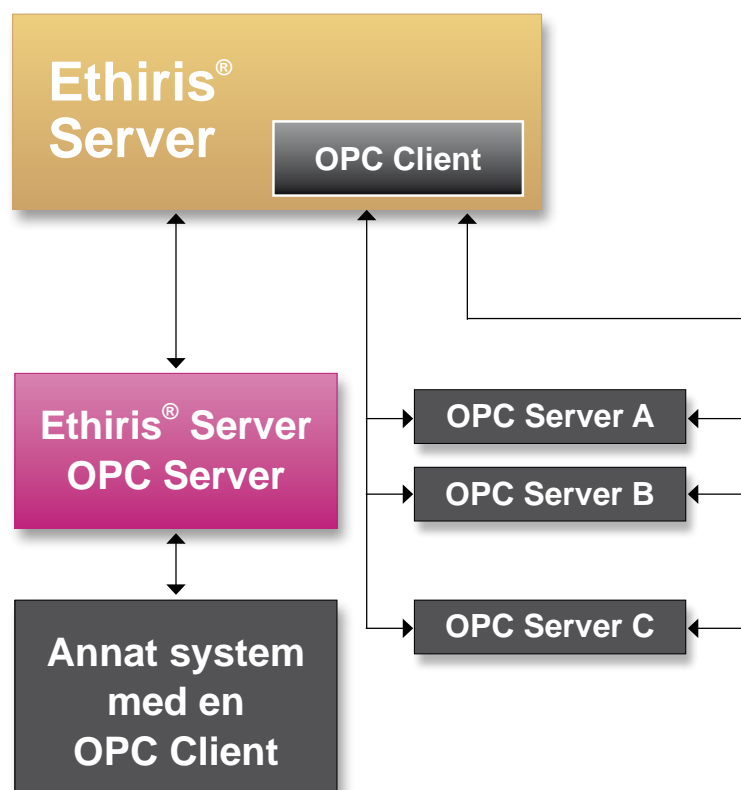 Ethiris®
Server
OPC Client
Ethiris® Server
OPC Server
OPC Server A
OPC Server B
OPC Server C
Annat system
med en
OPC Client